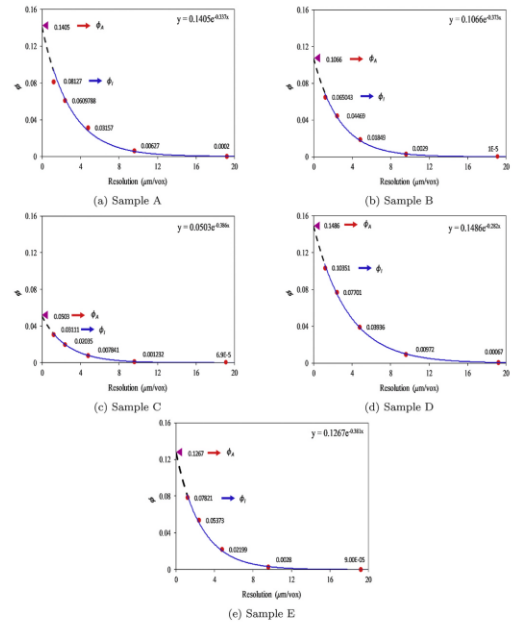 0.16
y = 0.1405e-0.337x
0.1405 ϕA
0.12
0.08127 ϕI
0.08
0.0609788
ϕ
0.04
0.03157
0.00627
0.0002
0
0 4 8 12 16 20
Resolution (μm/vox)
(a) Sample A
0.16
y = 0.1066e-0.373x
0.12
0.1066 ϕA
0.08
0.065043 ϕI
0.04469
ϕ
0.04
0.01849
0.0029
1E-5
0
0 4 8 12 16 20
Resolution (μm/vox)
(b) Sample B
0.16
y = 0.0503e-0.386x
0.12
0.08
0.0503 ϕA
0.03111 ϕI
ϕ
0.04
0.02035
0.007841
0.001232
6.9E-5
0
0 4 8 12 16 20
Resolution (μm/vox)
(c) Sample C
0.16
y = 0.1486e-0.282x
0.1486 ϕA
0.12
0.10351 ϕI
0.08
0.07701
ϕ
0.04
0.03936
0.00972
0.00067
0
0 4 8 12 16 20
Resolution (μm/vox)
(d) Sample D
0.16
y = 0.1267e-0.361x
0.1267 ϕA
0.12
0.07821 ϕI
0.08
0.05373
ϕ
0.04
0.02199
0.0028
9.00E-05
0
0 4 8 12 16 20
Resolution (μm/vox)
(e) Sample E